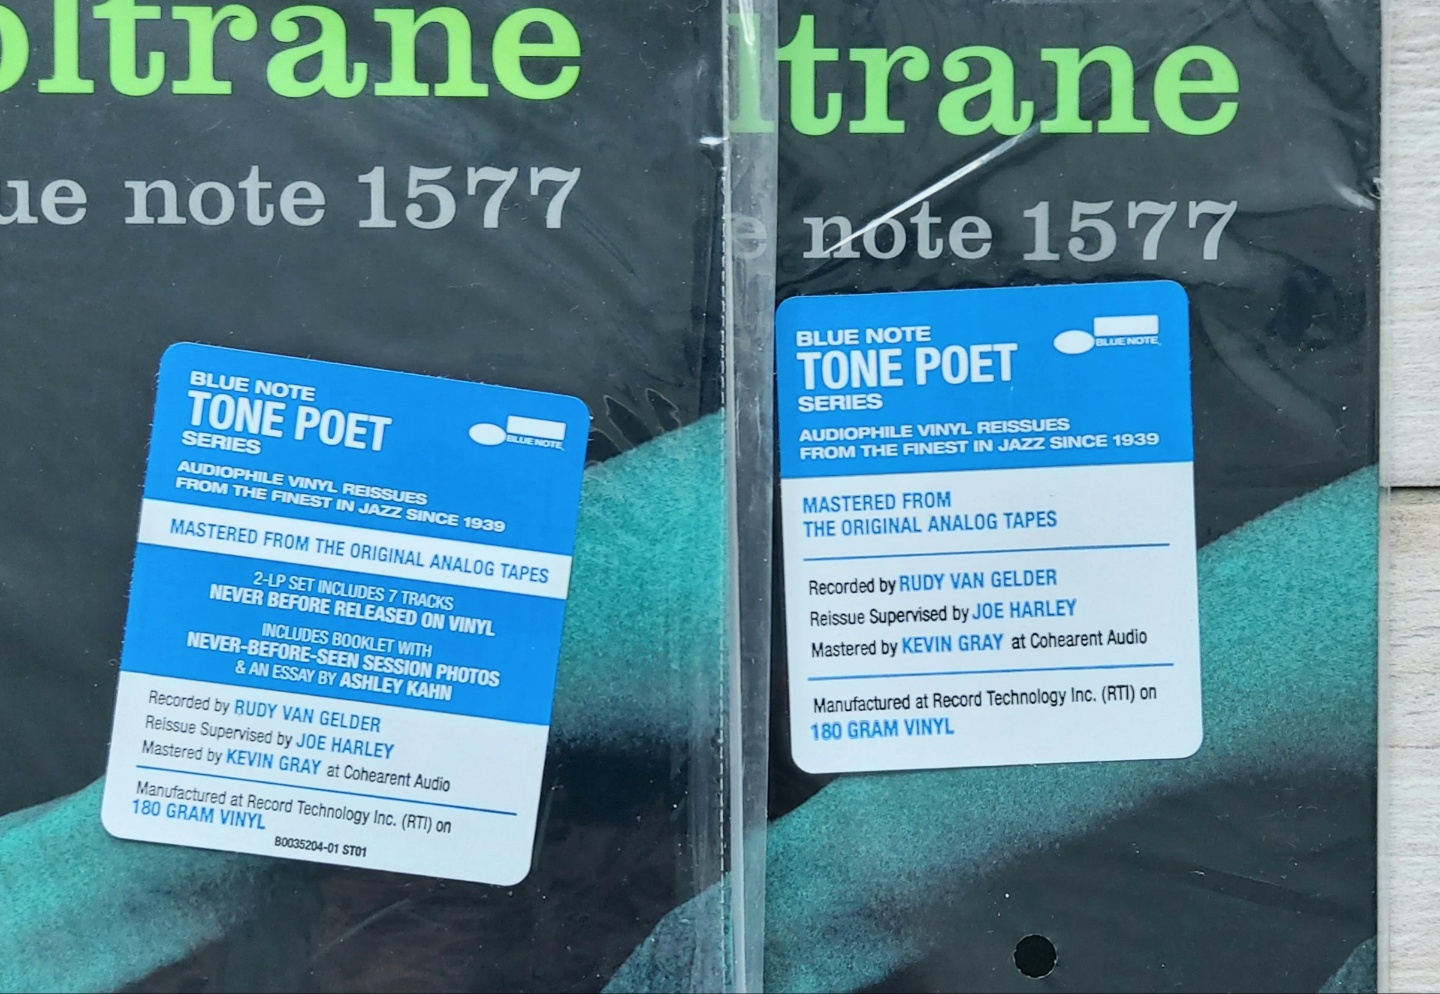 oltrane
ue note 1577
BLUE NOTE
TONE POET
SERIES
BLUE NOTE
AUDIOPHILE VINYL REISSUES
FROM THE FINEST IN JAZZ SINCE 1939
MASTERED FROM THE ORIGINAL ANALOG TAPES
2-LP SET INCLUDES 7 TRACKS
NEVER BEFORE RELEASED ON VINYL
INCLUDES BOOKLET WITH
NEVER-BEFORE-SEEN SESSION PHOTOS
& AN ESSAY BY ASHLEY KAHN
Recorded by RUDY VAN GELDER
Reissue Supervised by JOE HARLEY
Mastered by KEVIN GRAY at Cohearent Audio
Manufactured at Record Technology Inc. (RTI) on
180 GRAM VINYL
B0035204-01 ST01
ltrane
e note 1577
BLUE NOTE
TONE POET
SERIES
BLUE NOTE
AUDIOPHILE VINYL REISSUES
FROM THE FINEST IN JAZZ SINCE 1939
MASTERED FROM
THE ORIGINAL ANALOG TAPES
Recorded by RUDY VAN GELDER
Reissue Supervised by JOE HARLEY
Mastered by KEVIN GRAY at Cohearent Audio
Manufactured at Record Technology Inc. (RTI) on
180 GRAM VINYL